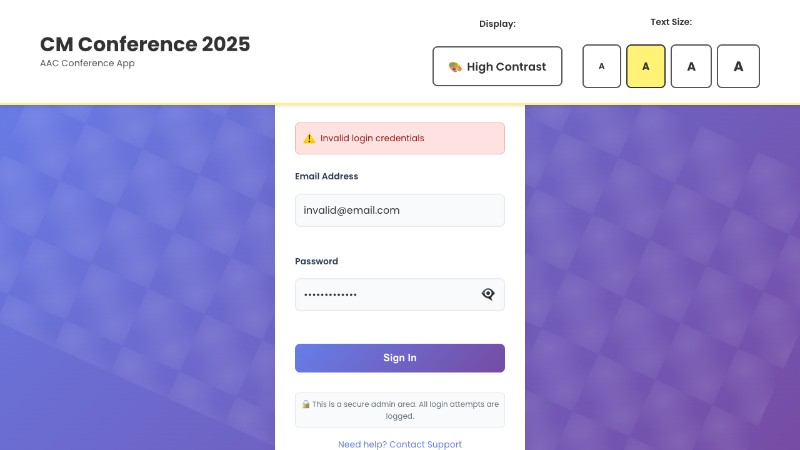 CM Conference 2025
AAC Conference App
Display:
High Contrast
Text Size:
A
A
A
A
Invalid login credentials
Email Address
invalid@email.com
Password
•••••••••••••
Sign In
This is a secure admin area. All login attempts are
logged.
Need help? Contact Support